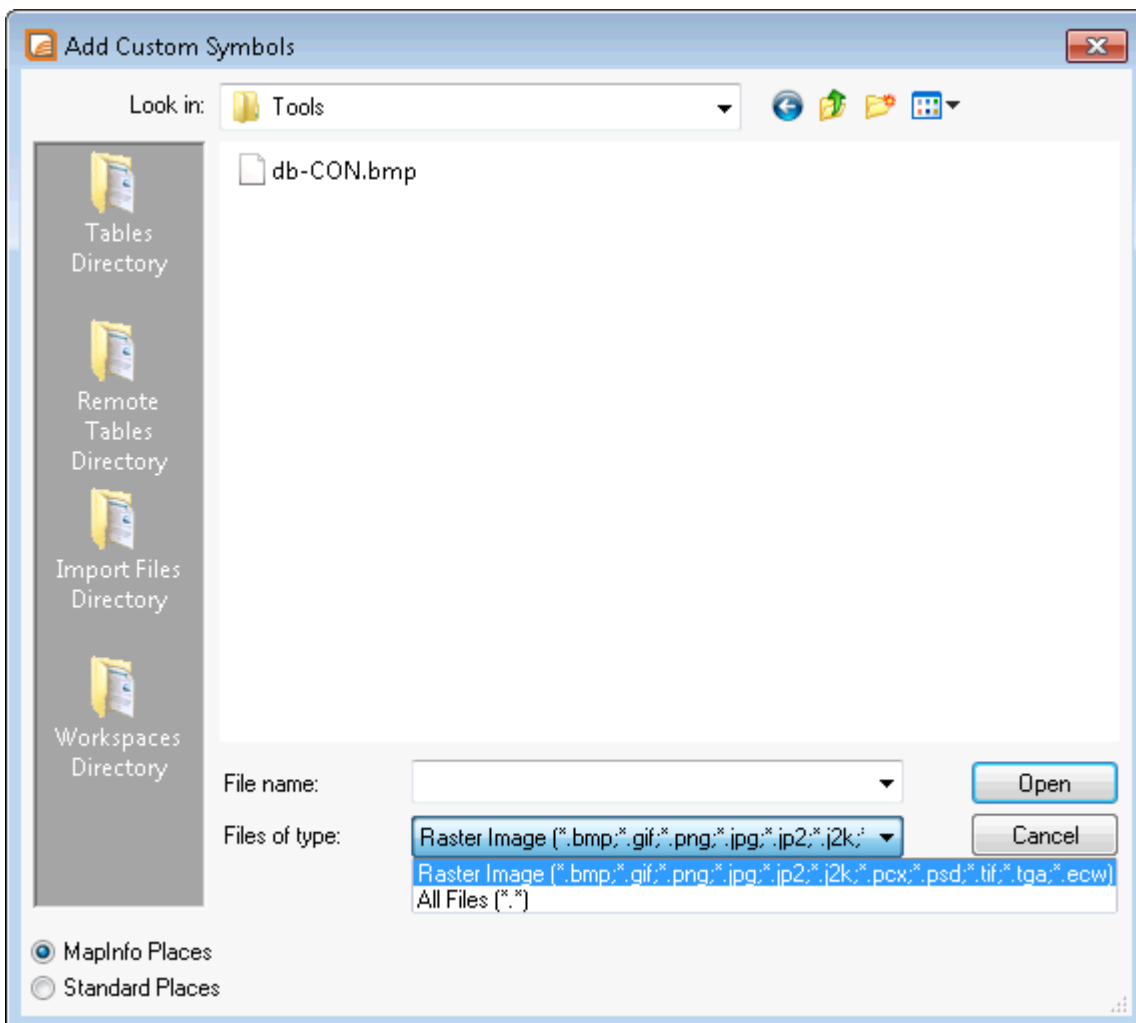 Add Custom Symbols
Look in:
Tools
db-CON.bmp
Tables
Directory
Remote
Tables
Directory
Import Files
Directory
Workspaces
Directory
File name:
Open
Files of type:
Raster Image (*.bmp;*.gif;*.png;*.jpg;*.jp2;*.j2k;*
Cancel
Raster Image (*.bmp;*.gif;*.png;*.jpg;*.jp2;*.j2k;*.pcx;*.psd;*.tif;*.tga;*.ecw)
All Files (*.*)
MapInfo Places
Standard Places